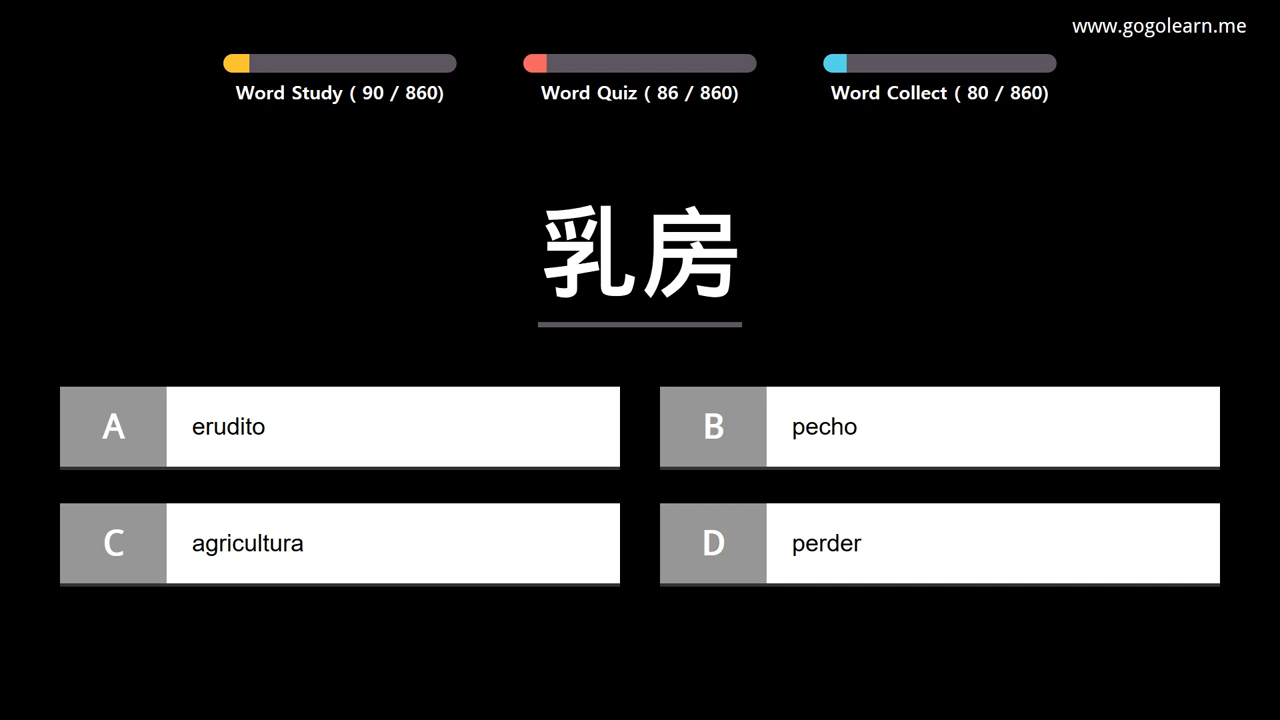 www.gogolearn.me
Word Study ( 90 / 860)
Word Quiz ( 86 / 860)
Word Collect ( 80 / 860)
乳房
A erudito
B pecho
C agricultura
D perder